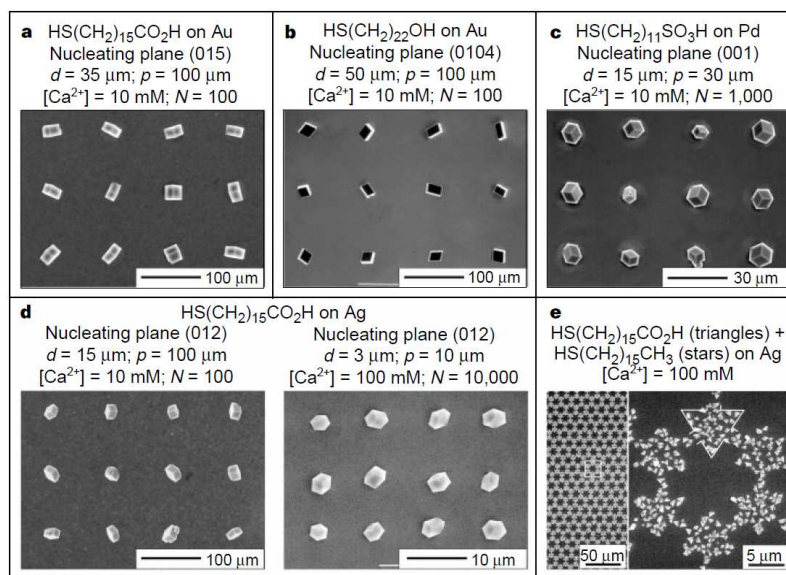 a HS(CH2)15CO2H on Au
Nucleating plane (015)
d = 35 μm; p = 100 μm
[Ca2+] = 10 mM; N = 100
100 μm
b HS(CH2)22OH on Au
Nucleating plane (0104)
d = 50 μm; p = 100 μm
[Ca2+] = 10 mM; N = 100
100 μm
c HS(CH2)11SO3H on Pd
Nucleating plane (001)
d = 15 μm; p = 30 μm
[Ca2+] = 10 mM; N = 1,000
30 μm
d HS(CH2)15CO2H on Ag
Nucleating plane (012)
d = 15 μm; p = 100 μm
[Ca2+] = 10 mM; N = 100
100 μm
Nucleating plane (012)
d = 3 μm; p = 10 μm
[Ca2+] = 100 mM; N = 10,000
10 μm
e HS(CH2)15CO2H (triangles) +
HS(CH2)15CH3 (stars) on Ag
[Ca2+] = 100 mM
50 μm
5 μm